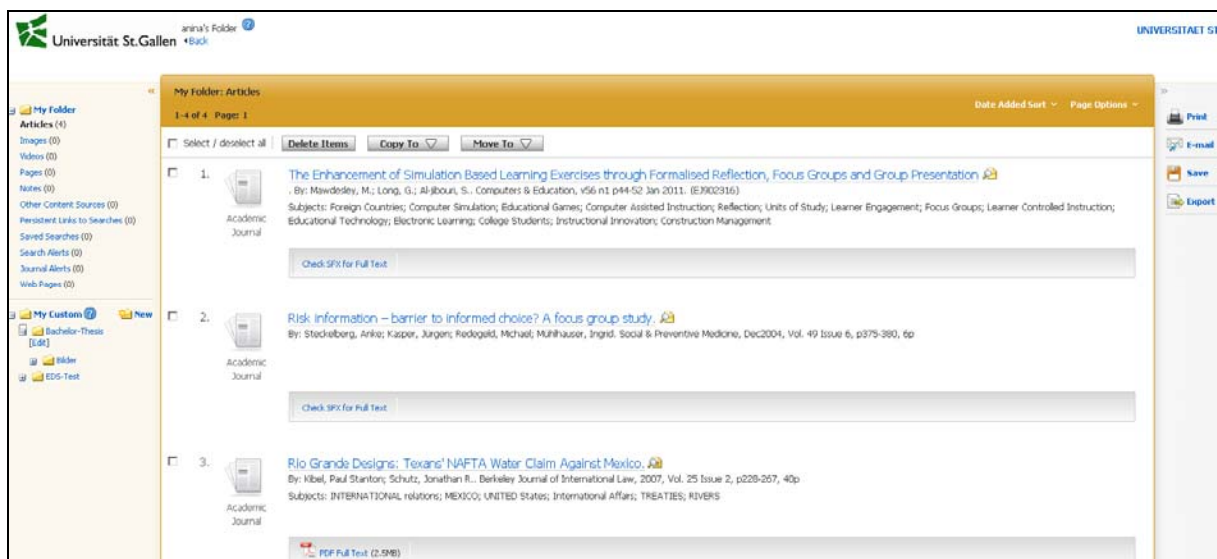 Universität St.Gallen
anina's Folder
Back
UNIVERSITAET ST
My Folder
Articles (4)
Images (0)
Videos (0)
Pages (0)
Notes (0)
Other Content Sources (0)
Persistent Links to Searches (0)
Saved Searches (0)
Search Alerts (0)
Journal Alerts (0)
Web Pages (0)
My Custom New
Bachelor-Thesis
[Edit]
Bilder
EDS-Test
My Folder: Articles
1-4 of 4 Page: 1
Date Added Sort Page Options
Select / deselect all Delete Items Copy To Move To
1.
Academic
Journal
The Enhancement of Simulation Based Learning Exercises through Formalised Reflection, Focus Groups and Group Presentation
. By: Mawdesley, M.; Long, G.; Al-jibouri, S.. Computers & Education, v56 n1 p44-52 Jan 2011. (EJ902316)
Subjects: Foreign Countries; Computer Simulation; Educational Games; Computer Assisted Instruction; Reflection; Units of Study; Learner Engagement; Focus Groups; Learner Controlled Instruction;
Educational Technology; Electronic Learning; College Students; Instructional Innovation; Construction Management
Check SFX for Full Text
2.
Academic
Journal
Risk information – barrier to informed choice? A focus group study.
By: Steckelberg, Anke; Kasper, Jürgen; Redegeld, Michael; Mühlhauser, Ingrid. Social & Preventive Medicine, Dec2004, Vol. 49 Issue 6, p375-380, 6p
Check SFX for Full Text
3.
Academic
Journal
Rio Grande Designs: Texans' NAFTA Water Claim Against Mexico.
By: Kibel, Paul Stanton; Schutz, Jonathan R.. Berkeley Journal of International Law, 2007, Vol. 25 Issue 2, p228-267, 40p
Subjects: INTERNATIONAL relations; MEXICO; UNITED States; International Affairs; TREATIES; RIVERS
PDF Full Text (2.5MB)
Print
E-mail
Save
Export